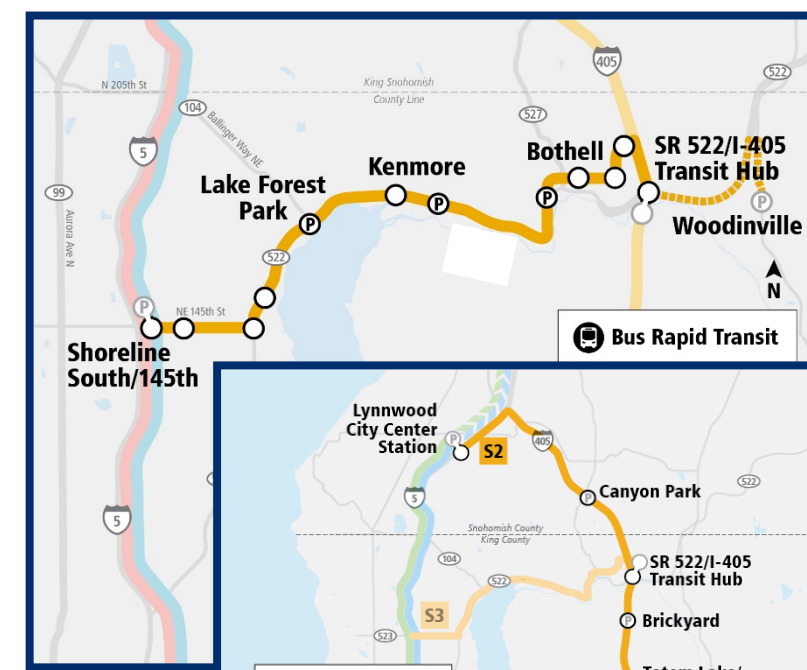 N 205th St
King Snohomish
County Line
405
522
104
Ballinger Way NE
527
5
99
Aurora Ave N
Bothell
SR 522/I-405
Transit Hub
Kenmore
Lake Forest
Park
P
P
P
P
Woodinville
N
522
P
NE 145th St
Shoreline
South/145th
Bus Rapid Transit
5
Lynnwood
City Center
Station
P
S2
405
5
P
Canyon Park
522
Snohomish County
King County
104
522
SR 522/I-405
Transit Hub
S3
P
Brickyard
523
Totem Lake/